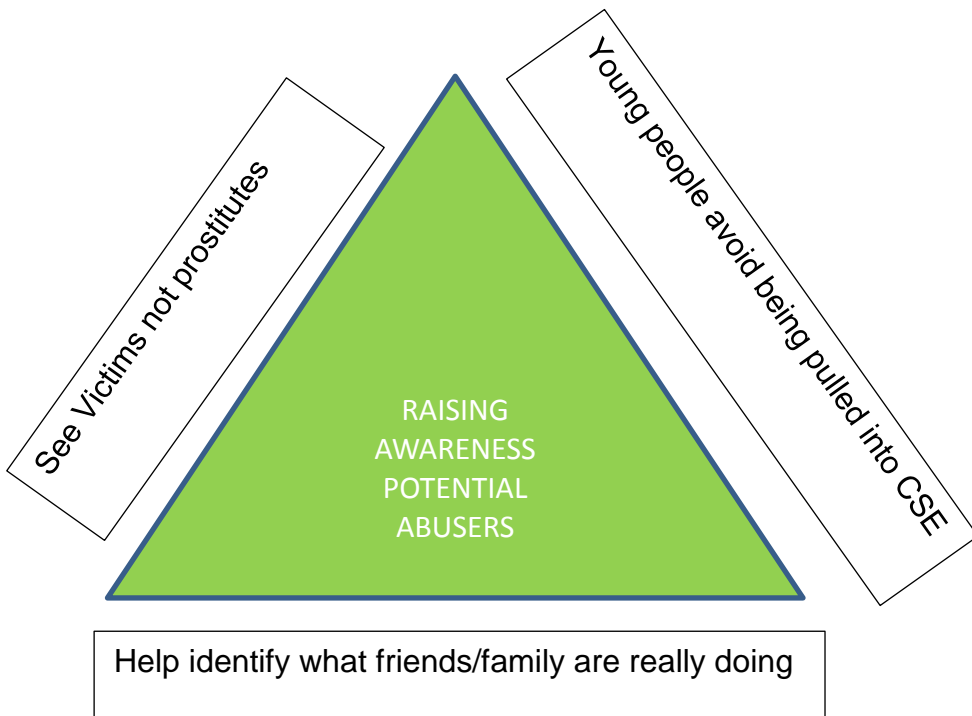 See Victims not prostitutes
Young people avoid being pulled into CSE
RAISING
AWARENESS
POTENTIAL
ABUSERS
Help identify what friends/family are really doing